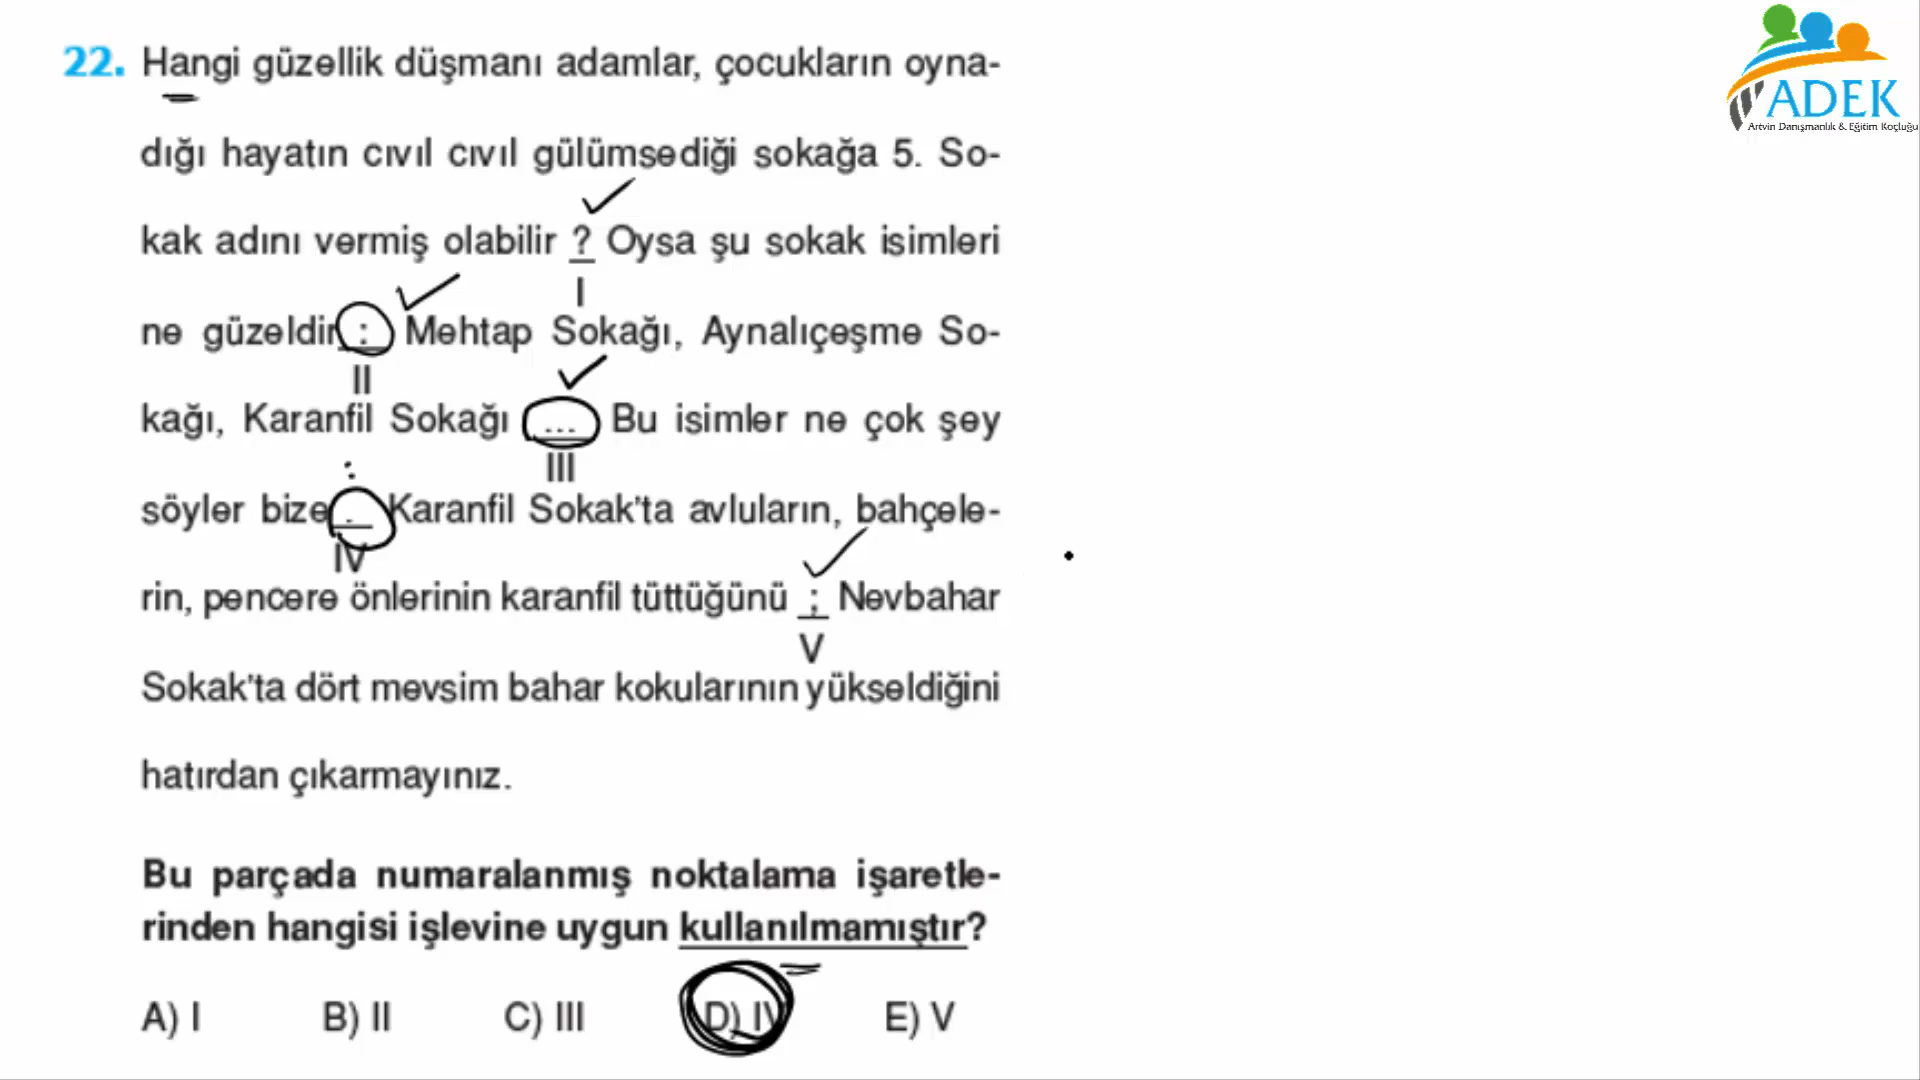 22. Hangi güzellik düşmanı adamlar, çocukların oyna-
dığı hayatın cıvıl cıvıl gülümsediği sokağa 5. So-
kak adını vermiş olabilir ? Oysa şu sokak isimleri
I
ne güzeldir : Mehtap Sokağı, Aynalıçeşme So-
II
kağı, Karanfil Sokağı ... Bu isimler ne çok şey
III
söyler bize . Karanfil Sokak'ta avluların, bahçele-
IV
rin, pencere önlerinin karanfil tüttüğünü ; Nevbahar
V
Sokak'ta dört mevsim bahar kokularının yükseldiğini
hatırdan çıkarmayınız.
Bu parçada numaralanmış noktalama işaretle-
rinden hangisi işlevine uygun kullanılmamıştır?
A) I B) II C) III D) IV E) V
ADEK
Artvin Danışmanlık & Eğitim Koçluğu